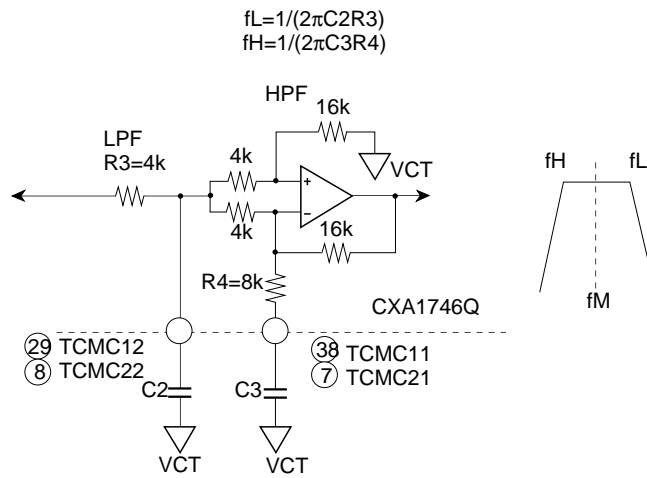 fL=1/(2πC2R3)
fH=1/(2πC3R4)
HPF
16k
LPF
R3=4k
4k
VCT
fH
fL
+
−
4k
16k
R4=8k
CXA1746Q
fM
29 TCMC12
38 TCMC11
8 TCMC22
7 TCMC21
C2
C3
VCT
VCT